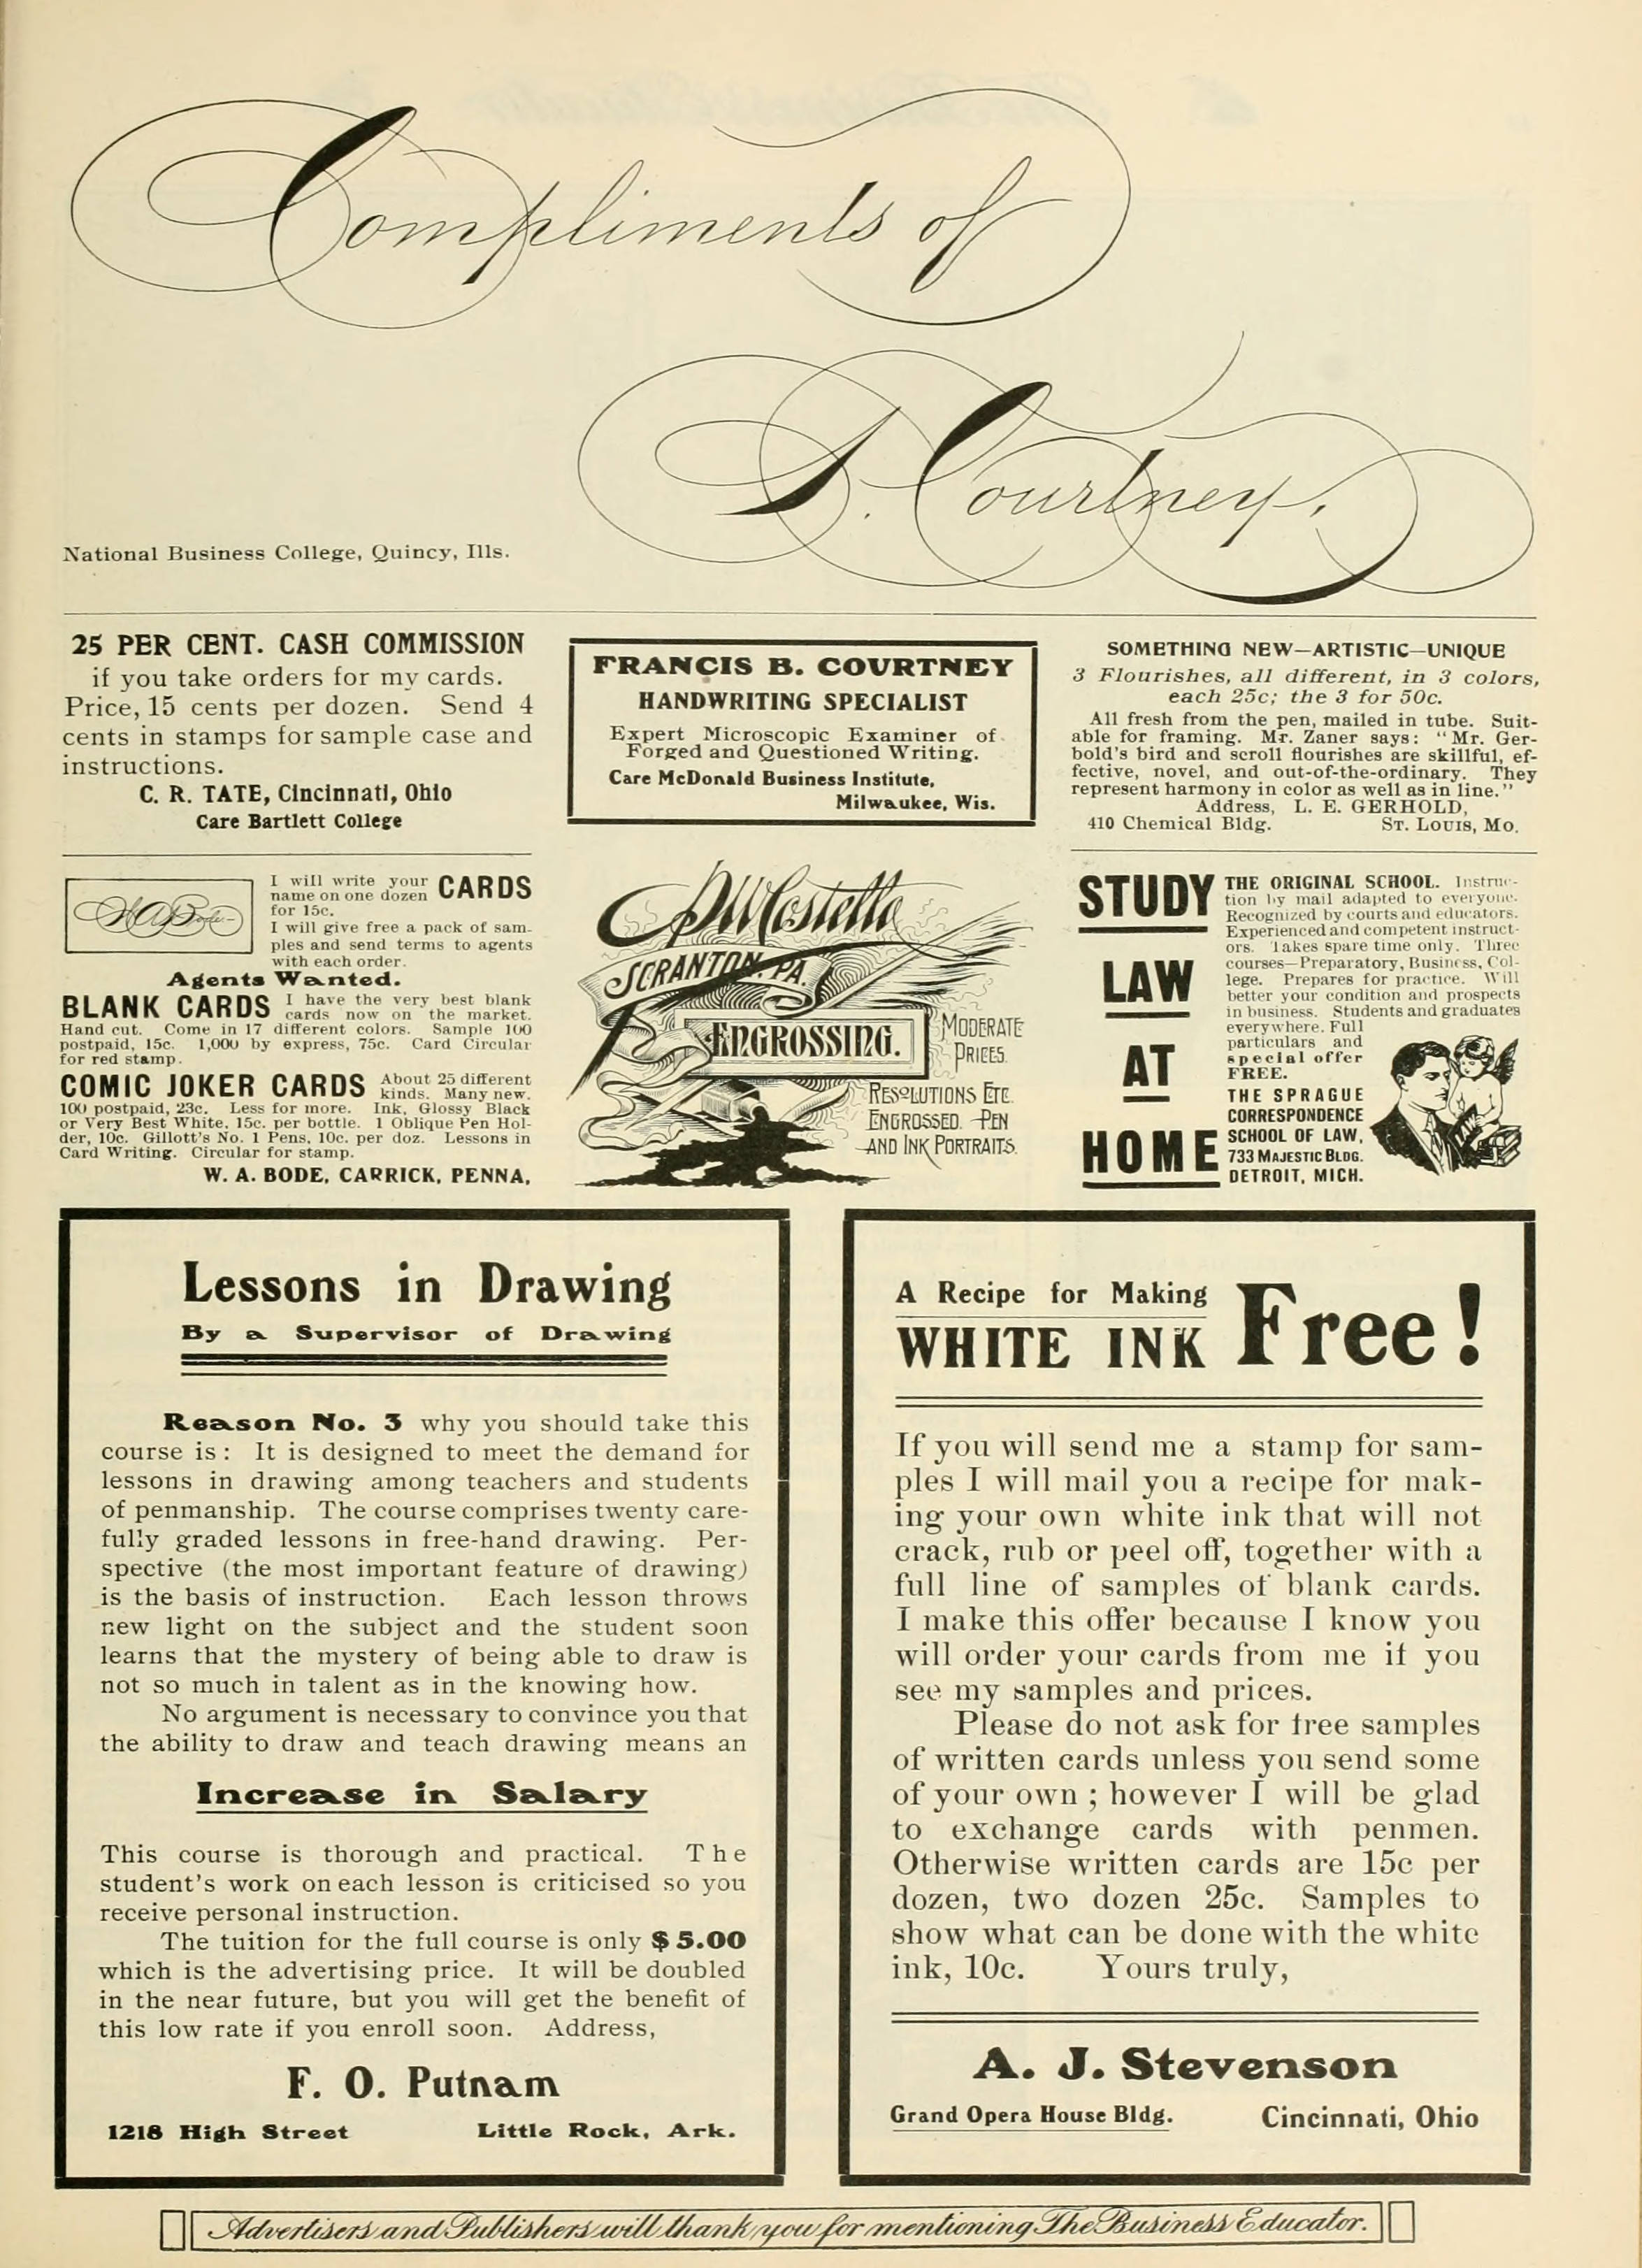 Compliments of
D. Courtney.
National Business College, Quincy, Ills.
25 PER CENT. CASH COMMISSION
if you take orders for my cards.
Price, 15 cents per dozen. Send 4
cents in stamps for sample case and
instructions.
C. R. TATE, Cincinnati, Ohio
Care Bartlett College
FRANCIS B. COURTNEY
HANDWRITING SPECIALIST
Expert Microscopic Examiner of
Forged and Questioned Writing.
Care McDonald Business Institute,
Milwaukee, Wis.
SOMETHING NEW—ARTISTIC—UNIQUE
3 Flourishes, all different, in 3 colors,
each 25c; the 3 for 50c.
All fresh from the pen, mailed in tube. Suit-
able for framing. Mr. Zaner says: "Mr. Ger-
bold's bird and scroll flourishes are skillful, ef-
fective, novel, and out-of-the-ordinary. They
represent harmony in color as well as in line."
Address, L. E. GERHOLD,
410 Chemical Bldg. ST. LOUIS, MO.
W A Bode
I will write your CARDS
name on one dozen
for 15c.
I will give free a pack of sam-
ples and send terms to agents
with each order.
Agents Wanted.
BLANK CARDS I have the very best blank
cards now on the market.
Hand cut. Come in 17 different colors. Sample 100
postpaid, 15c. 1,000 by express, 75c. Card Circular
for red stamp.
COMIC JOKER CARDS About 25 different
kinds. Many new.
100 postpaid, 23c. Less for more. Ink, Glossy Black
or Very Best White, 15c. per bottle. 1 Oblique Pen Hol-
der, 10c. Gillott's No. 1 Pens, 10c. per doz. Lessons in
Card Writing. Circular for stamp.
W. A. BODE, CARRICK, PENNA,
PW Costello
SCRANTON, PA.
ENGROSSING.
MODERATE
PRICES.
RESOLUTIONS ETC.
ENGROSSED. PEN
AND INK PORTRAITS.
STUDY
LAW
AT
HOME
THE ORIGINAL SCHOOL. Instruc-
tion by mail adapted to everyone.
Recognized by courts and educators.
Experienced and competent instruct-
ors. Takes spare time only. Three
courses—Preparatory, Business, Col-
lege. Prepares for practice. Will
better your condition and prospects
in business. Students and graduates
everywhere. Full
particulars and
special offer
FREE.
THE SPRAGUE
CORRESPONDENCE
SCHOOL OF LAW,
733 MAJESTIC BLDG.
DETROIT, MICH.
Lessons in Drawing
By a Supervisor of Drawing
Reason No. 3 why you should take this
course is: It is designed to meet the demand for
lessons in drawing among teachers and students
of penmanship. The course comprises twenty care-
fully graded lessons in free-hand drawing. Per-
spective (the most important feature of drawing)
is the basis of instruction. Each lesson throws
new light on the subject and the student soon
learns that the mystery of being able to draw is
not so much in talent as in the knowing how.
No argument is necessary to convince you that
the ability to draw and teach drawing means an
Increase in Salary
This course is thorough and practical. The
student's work on each lesson is criticised so you
receive personal instruction.
The tuition for the full course is only $5.00
which is the advertising price. It will be doubled
in the near future, but you will get the benefit of
this low rate if you enroll soon. Address,
F. O. Putnam
1218 High Street Little Rock, Ark.
A Recipe for Making
WHITE INK Free!
If you will send me a stamp for sam-
ples I will mail you a recipe for mak-
ing your own white ink that will not
crack, rub or peel off, together with a
full line of samples of blank cards.
I make this offer because I know you
will order your cards from me if you
see my samples and prices.
Please do not ask for free samples
of written cards unless you send some
of your own; however I will be glad
to exchange cards with penmen.
Otherwise written cards are 15c per
dozen, two dozen 25c. Samples to
show what can be done with the white
ink, 10c. Yours truly,
A. J. Stevenson
Grand Opera House Bldg. Cincinnati, Ohio
Advertisers and Publishers will thank you for mentioning The Business Educator.